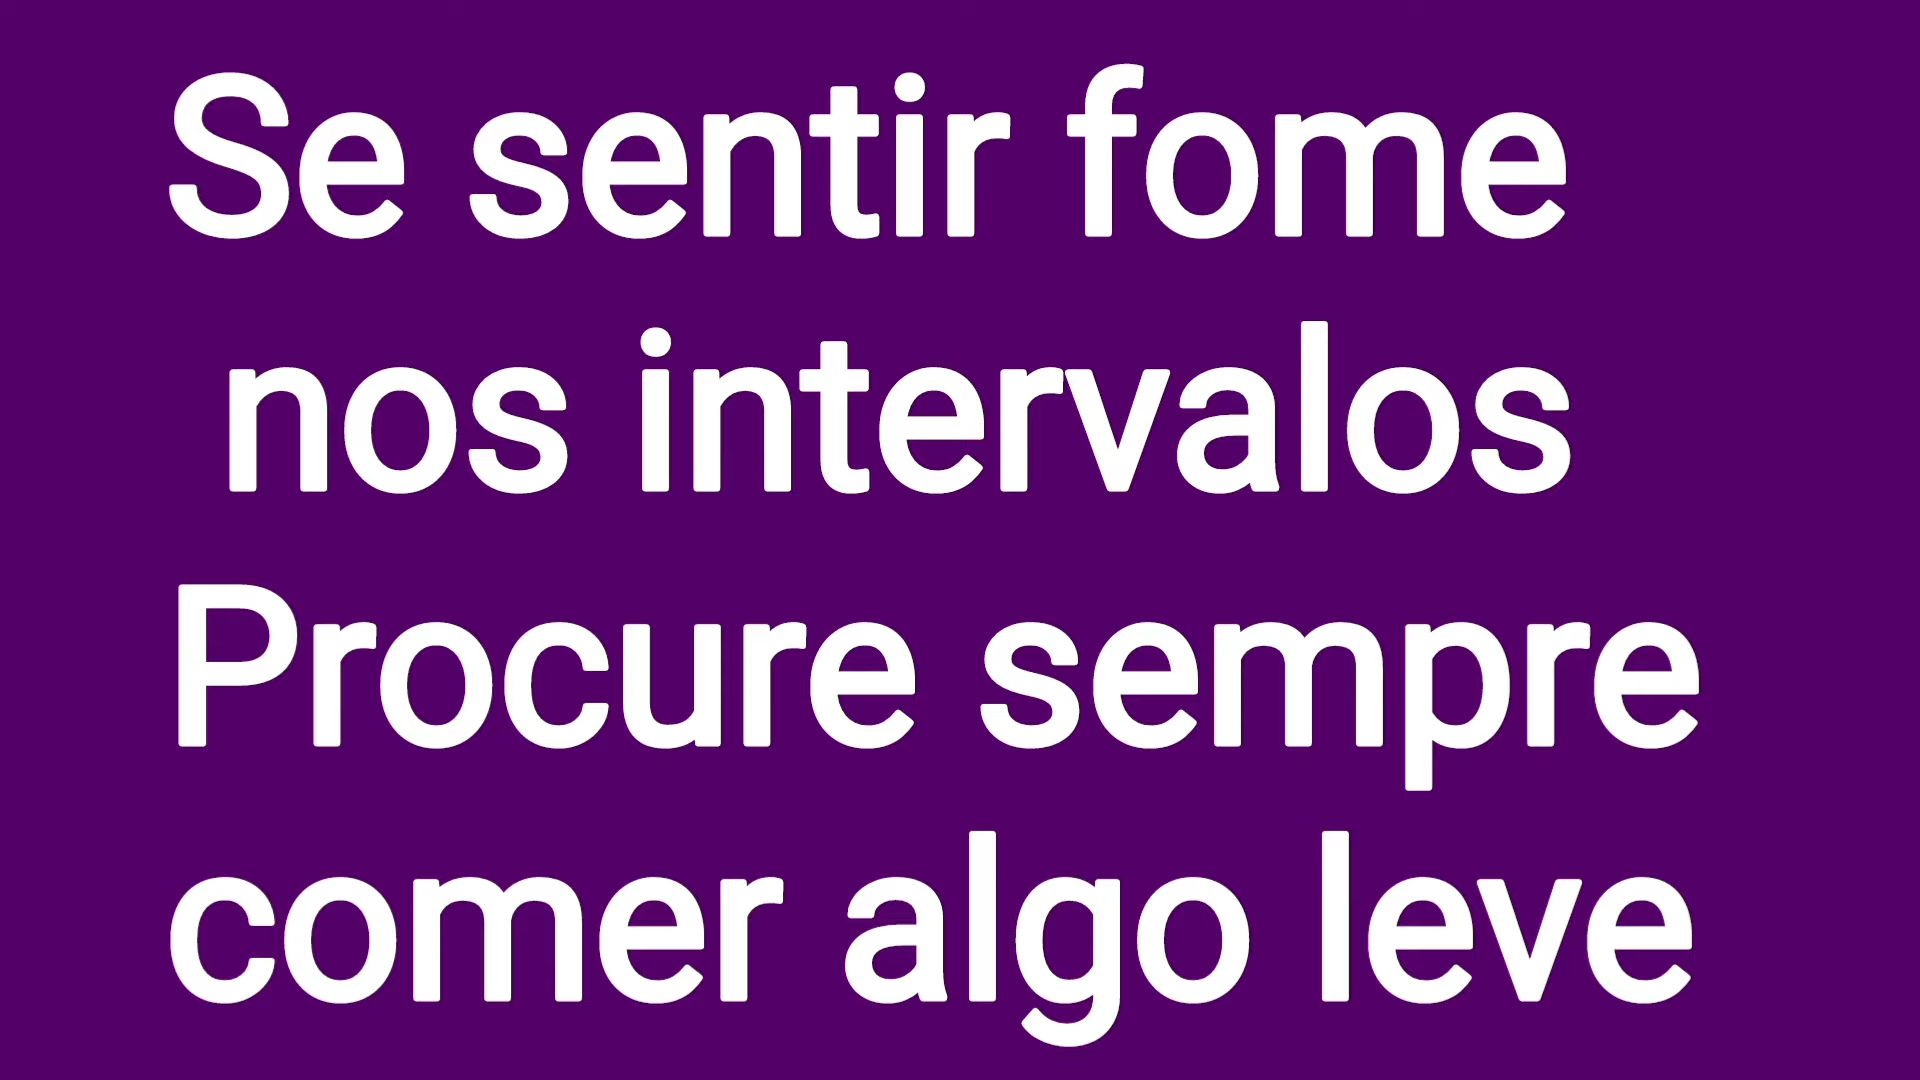 Se sentir fome
nos intervalos
Procure sempre
comer algo leve